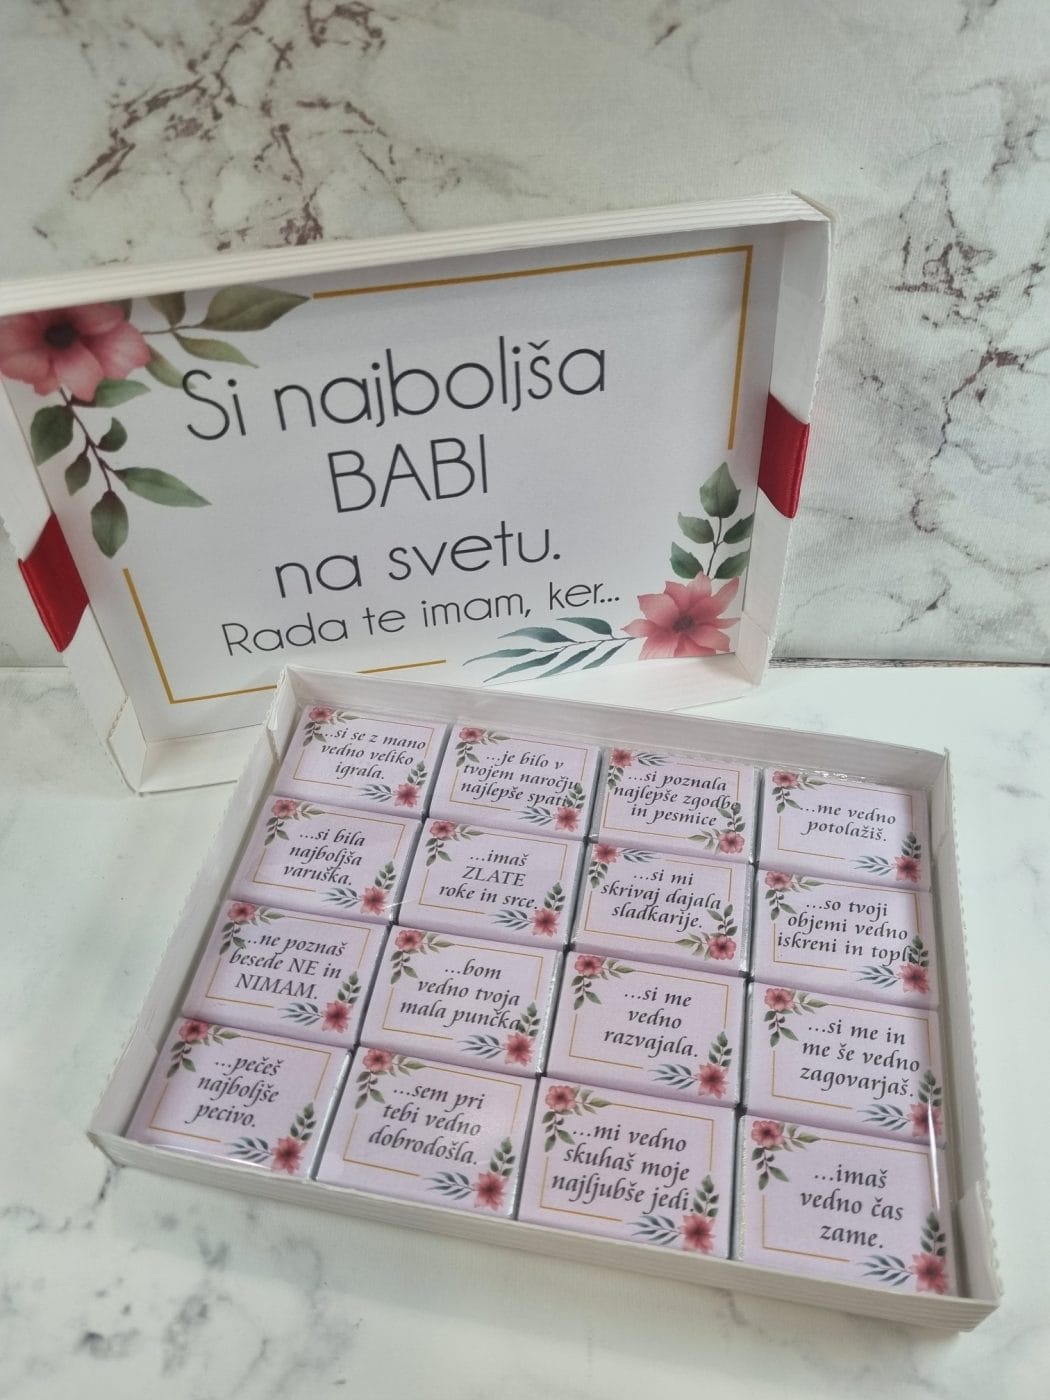 Si najboljša
BABI
na svetu.
Rada te imam, ker...
...si se z mano
vedno veliko
igrala.
...je bilo v
tvojem naročju
najlepše spati.
...si poznala
najlepše zgodbe
in pesmice
...me vedno
potolažiš.
...si bila
najboljša
varuška.
...imaš
ZLATE
roke in srce.
...si mi
skrivaj dajala
sladkarije.
...so tvoji
objemi vedno
iskreni in topli.
...ne poznaš
besede NE in
NIMAM.
...bom
vedno tvoja
mala punčka.
...si me
vedno
razvajala.
...si me in
me še vedno
zagovarjaš.
...pečeš
najboljše
pecivo.
...sem pri
tebi vedno
dobrodošla.
...mi vedno
skuhaš moje
najljubše jedi.
...imaš
vedno čas
zame.